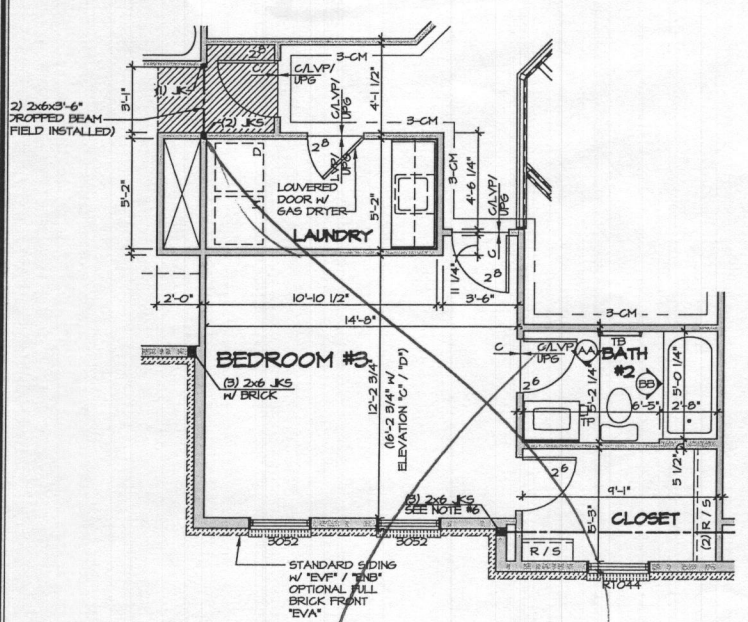 2⁸
3-CM
C
C/LVP/
UPG
C/LVP/
UPG
4'-1 1/2"
3'-1"
(1) JKS
2) 2x6x3'-6"
DROPPED BEAM
FIELD INSTALLED)
(2) JKS
3-CM
2⁸
LVP/
UPG
D
3-CM
4'-6 1/4"
C/LVP/
UPG
5'-2"
LOUVERED
DOOR W/
GAS DRYER
5'-2"
LAUNDRY
C
2⁸
11 1/4"
2'-0"
10'-10 1/2"
3'-6"
14'-8"
3-CM
BEDROOM #3
C
C/LVP/
UPG
AA
TB
BATH
#2
5'-0 1/4"
(3) 2x6 JKS
W/ BRICK
12'-2 3/4"
(16'-2 3/4" W/
ELEVATION "C" / "D")
2⁶
5'-2 1/4"
BB
6'-5"
2'-8"
TP
5 1/2"
2⁶
9'-1"
(3) 2x6 JKS
SEE NOTE #6
CLOSET
5'-3"
(2) R / S
3052
3052
R / S
STANDARD SIDING
W/ "EVF" / "ENB"
OPTIONAL FULL
BRICK FRONT
"EVA"
RTO44